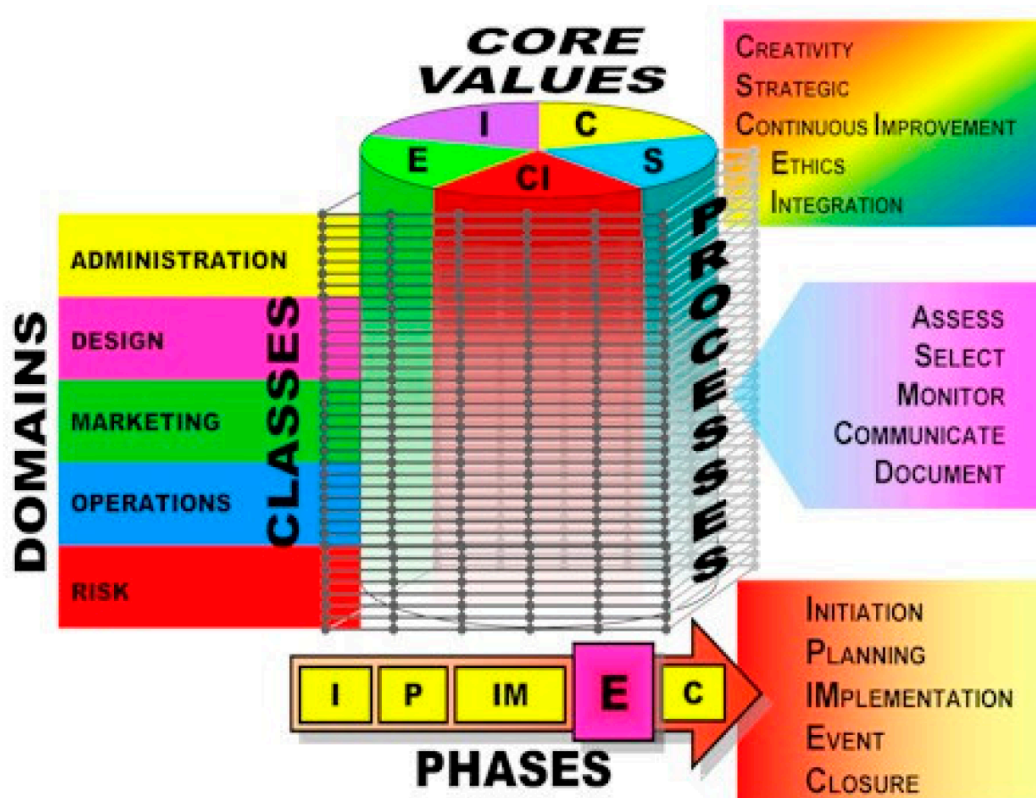 CORE
VALUES
I
C
E
S
CI
CREATIVITY
STRATEGIC
CONTINUOUS IMPROVEMENT
ETHICS
INTEGRATION
DOMAINS
ADMINISTRATION
DESIGN
MARKETING
OPERATIONS
RISK
CLASSES
PROCESSES
ASSESS
SELECT
MONITOR
COMMUNICATE
DOCUMENT
I
P
IM
E
C
PHASES
INITIATION
PLANNING
IMPLEMENTATION
EVENT
CLOSURE